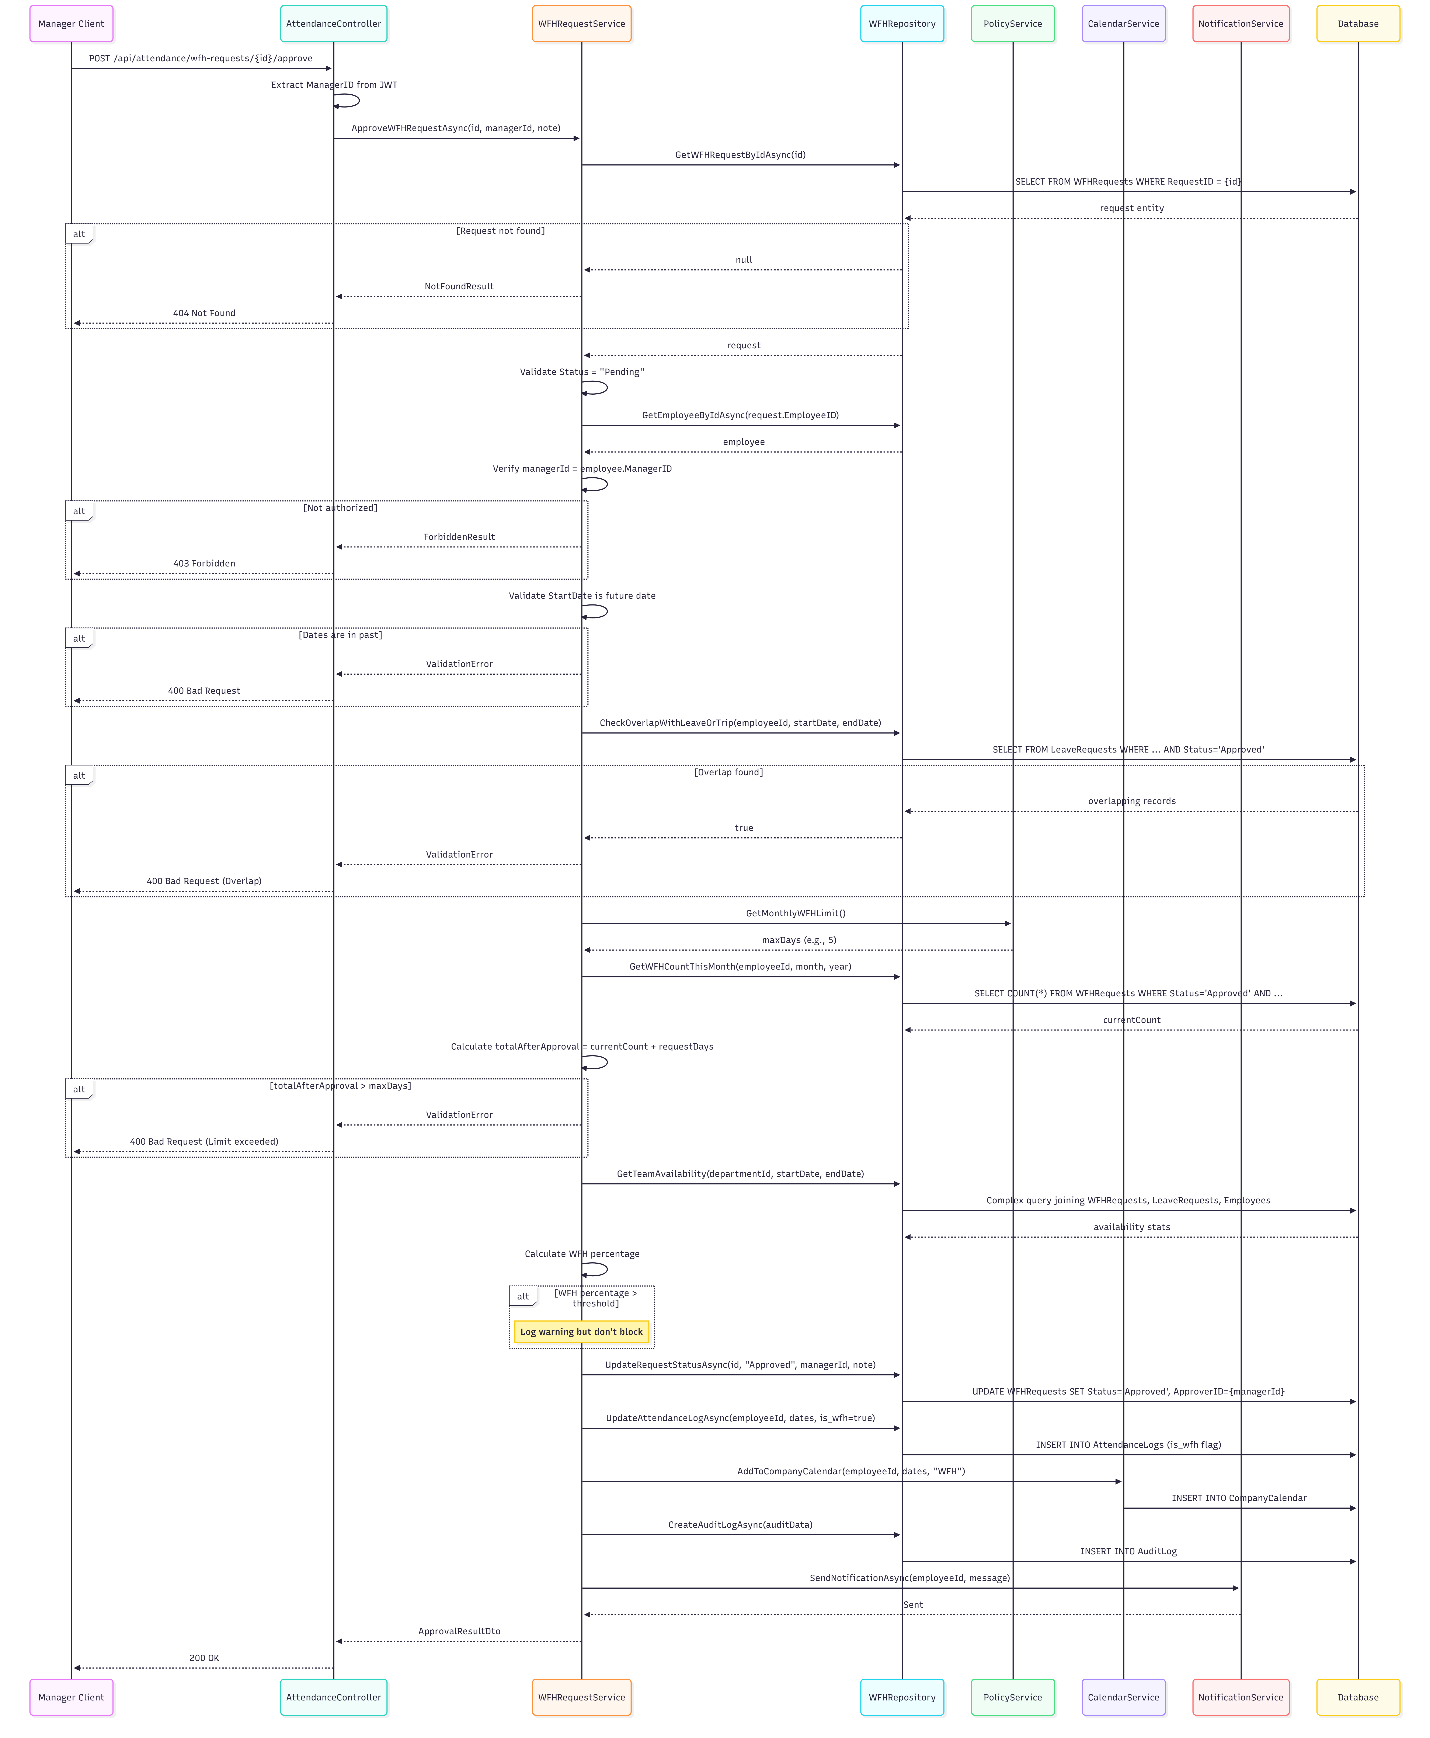 Manager Client
AttendanceController
WFHRequestService
WFHRepository
PolicyService
CalendarService
NotificationService
Database
POST /api/attendance/wfh-requests/{id}/approve
Extract ManagerID from JWT
ApproveWFHRequestAsync(id, managerId, note)
GetWFHRequestByIdAsync(id)
SELECT FROM WFHRequests WHERE RequestID = {id}
request entity
alt
[Request not found]
null
NotFoundResult
404 Not Found
request
Validate Status = "Pending"
GetEmployeeByIdAsync(request.EmployeeID)
employee
Verify managerId = employee.ManagerID
alt
[Not authorized]
ForbiddenResult
403 Forbidden
Validate StartDate is future date
alt
[Dates are in past]
ValidationError
400 Bad Request
CheckOverlapWithLeaveOrTrip(employeeId, startDate, endDate)
SELECT FROM LeaveRequests WHERE ... AND Status='Approved'
alt
[Overlap found]
overlapping records
true
ValidationError
400 Bad Request (Overlap)
GetMonthlyWFHLimit()
maxDays (e.g., 5)
GetWFHCountThisMonth(employeeId, month, year)
SELECT COUNT(*) FROM WFHRequests WHERE Status='Approved' AND ...
currentCount
Calculate totalAfterApproval = currentCount + requestDays
alt
[totalAfterApproval > maxDays]
ValidationError
400 Bad Request (Limit exceeded)
GetTeamAvailability(departmentId, startDate, endDate)
Complex query joining WFHRequests, LeaveRequests, Employees
availability stats
Calculate WFH percentage
alt
[WFH percentage >
threshold]
Log warning but don't block
UpdateRequestStatusAsync(id, "Approved", managerId, note)
UPDATE WFHRequests SET Status='Approved', ApproverID={managerId}
UpdateAttendanceLogAsync(employeeId, dates, is_wfh=true)
INSERT INTO AttendanceLogs (is_wfh flag)
AddToCompanyCalendar(employeeId, dates, "WFH")
INSERT INTO CompanyCalendar
CreateAuditLogAsync(auditData)
INSERT INTO AuditLog
SendNotificationAsync(employeeId, message)
Sent
ApprovalResultDto
200 OK
Manager Client
AttendanceController
WFHRequestService
WFHRepository
PolicyService
CalendarService
NotificationService
Database